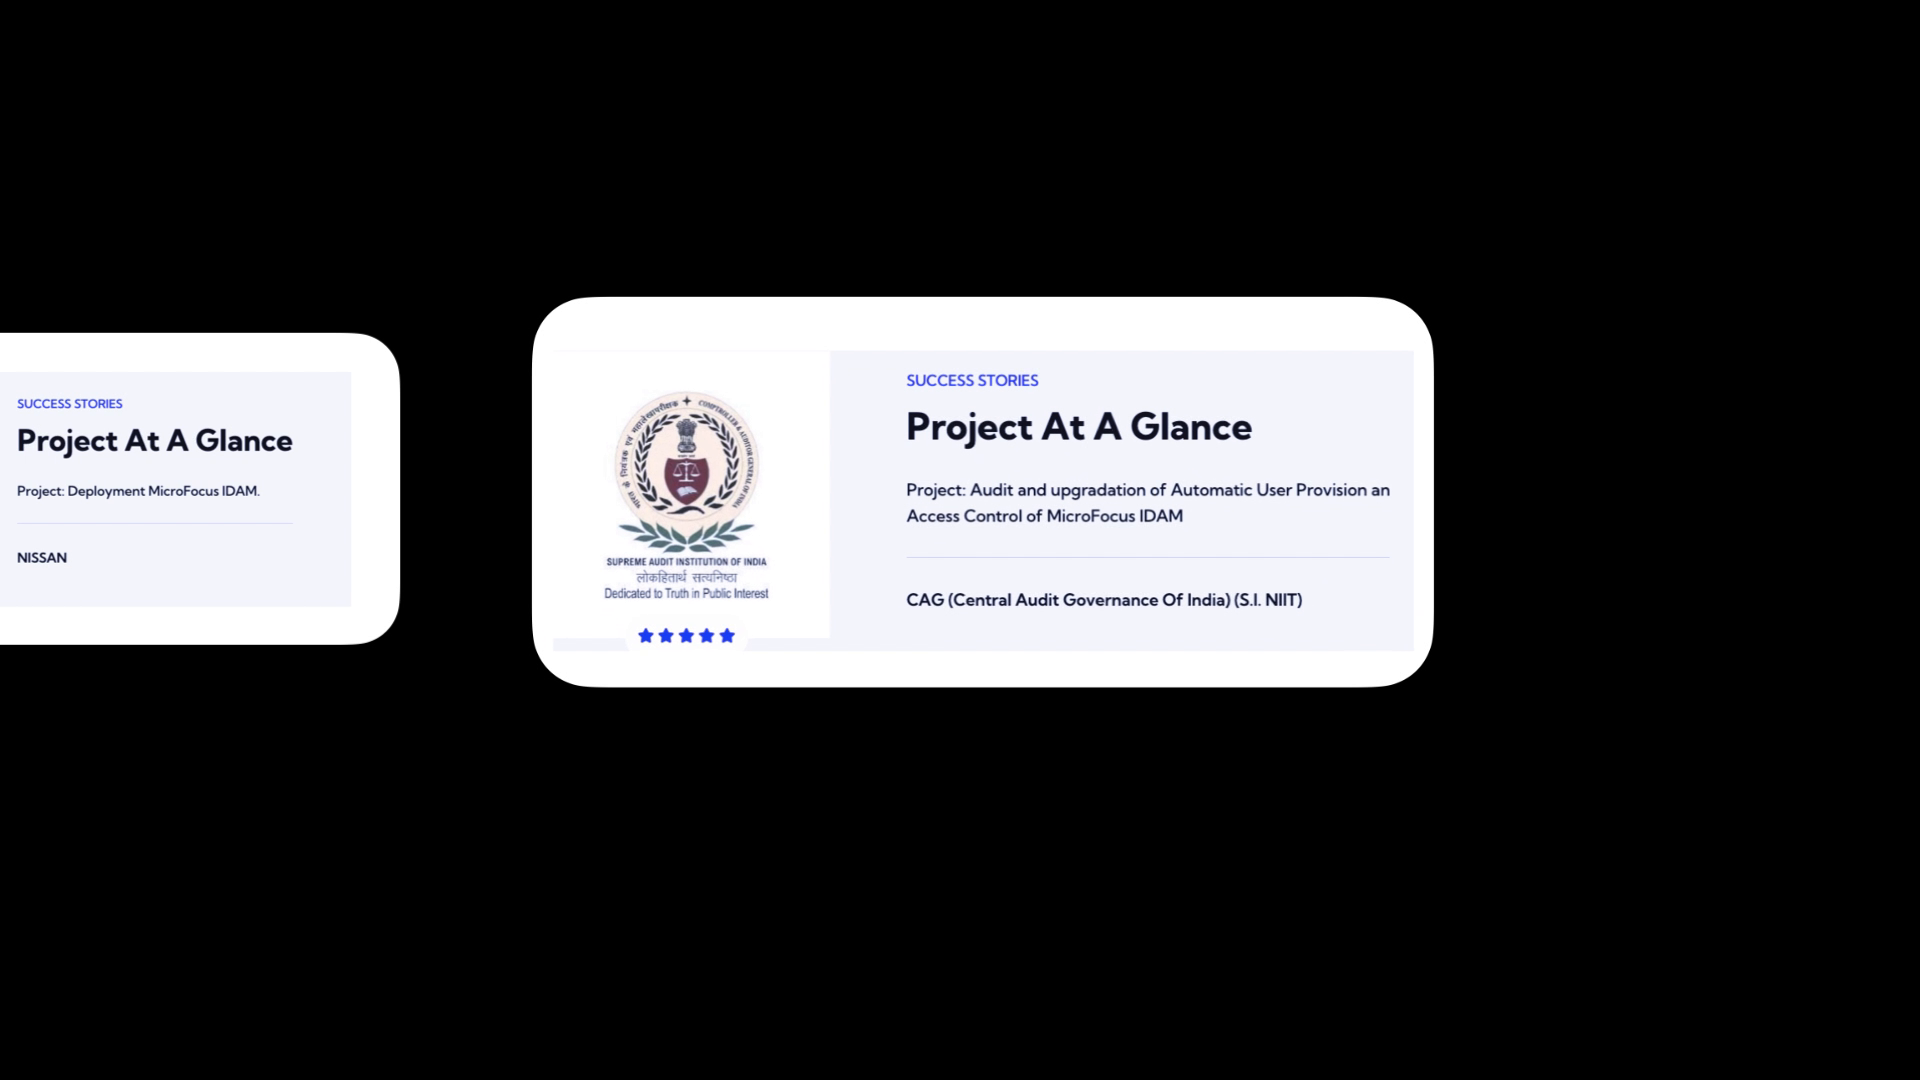 SUCCESS STORIES
Project At A Glance
Project: Deployment MicroFocus IDAM.
NISSAN
COMPTROLLER & AUDITOR GENERAL OF INDIA
SUPREME AUDIT INSTITUTION OF INDIA
लोकहितार्थ सत्यनिष्ठा
Dedicated to Truth in Public Interest
SUCCESS STORIES
Project At A Glance
Project: Audit and upgradation of Automatic User Provision an
Access Control of MicroFocus IDAM
CAG (Central Audit Governance Of India) (S.I. NIIT)